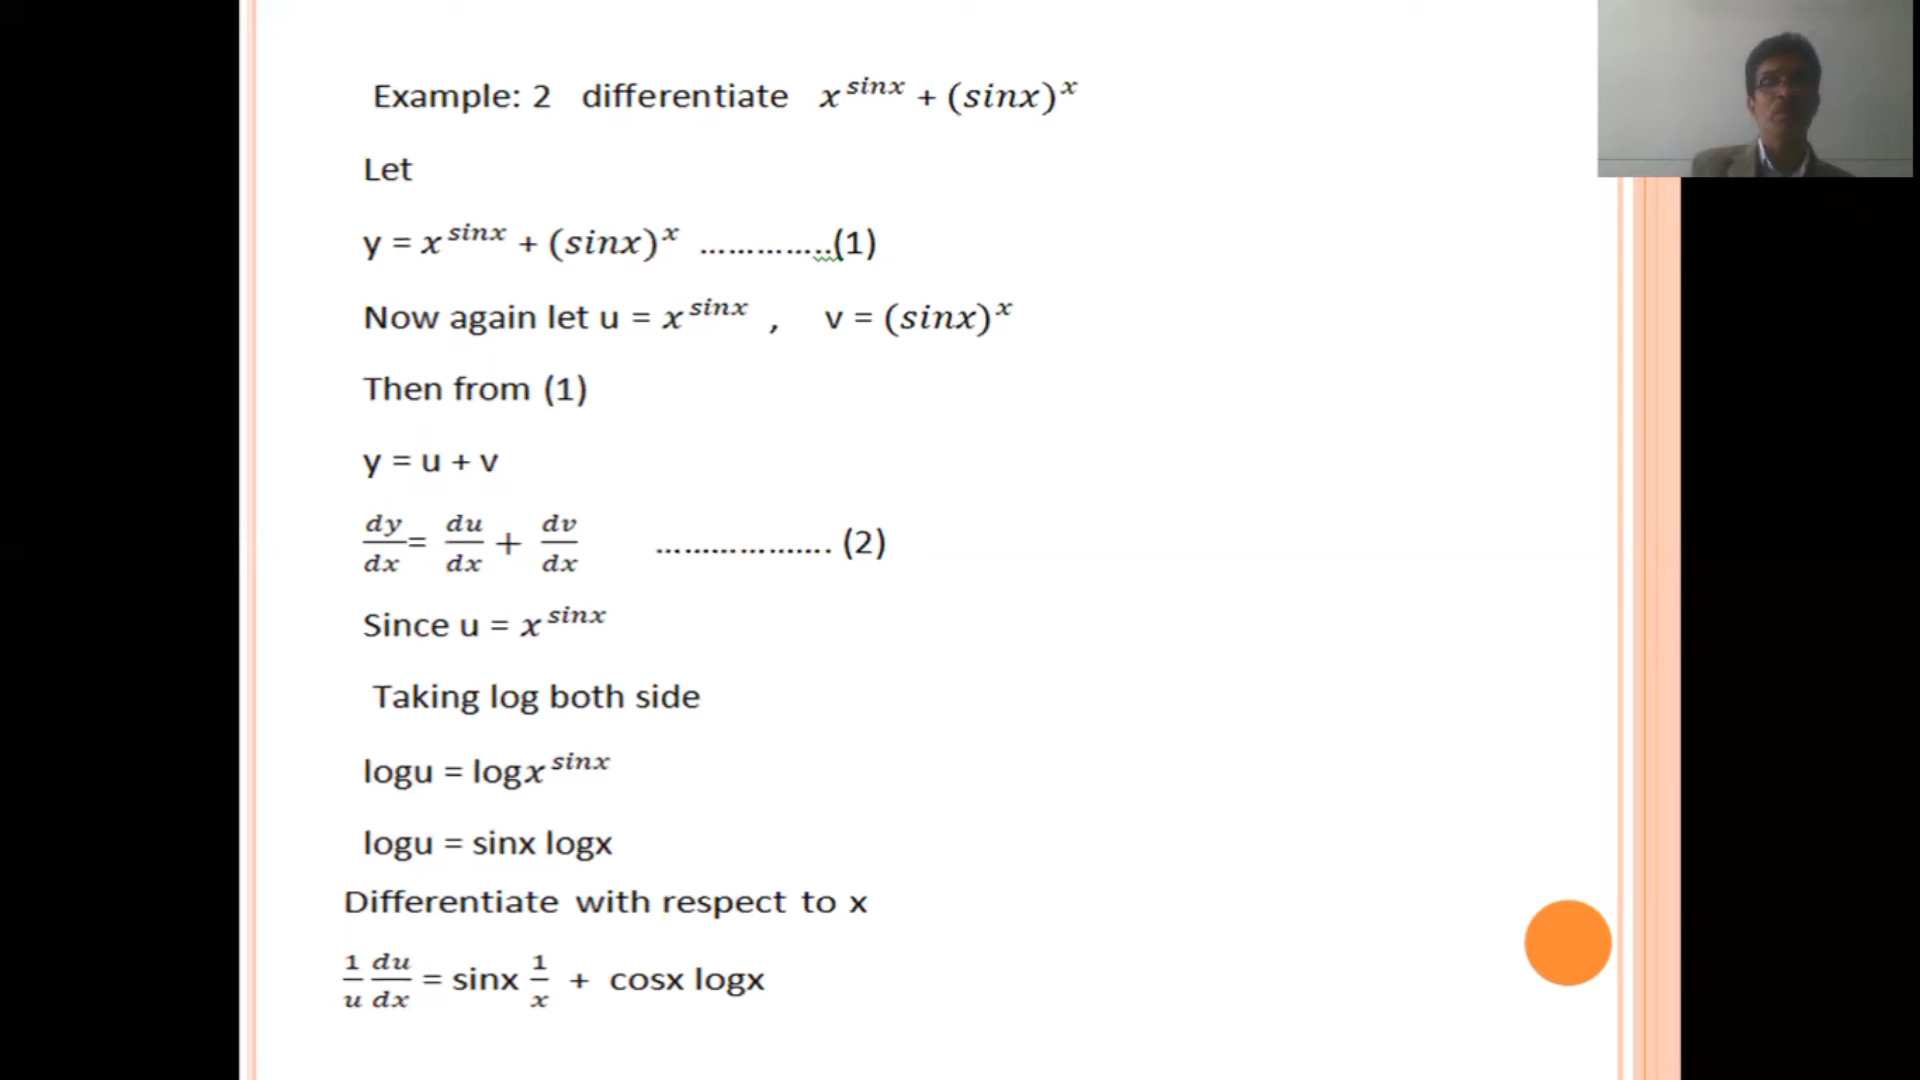 Example: 2 differentiate x^sinx + (sinx)^x
Let
y = x^sinx + (sinx)^x ..............(1)
Now again let u = x^sinx , v = (sinx)^x
Then from (1)
y = u + v
dy/dx = du/dx + dv/dx .................. (2)
Since u = x^sinx
Taking log both side
logu = logx^sinx
logu = sinx logx
Differentiate with respect to x
1/u du/dx = sinx 1/x + cosx logx